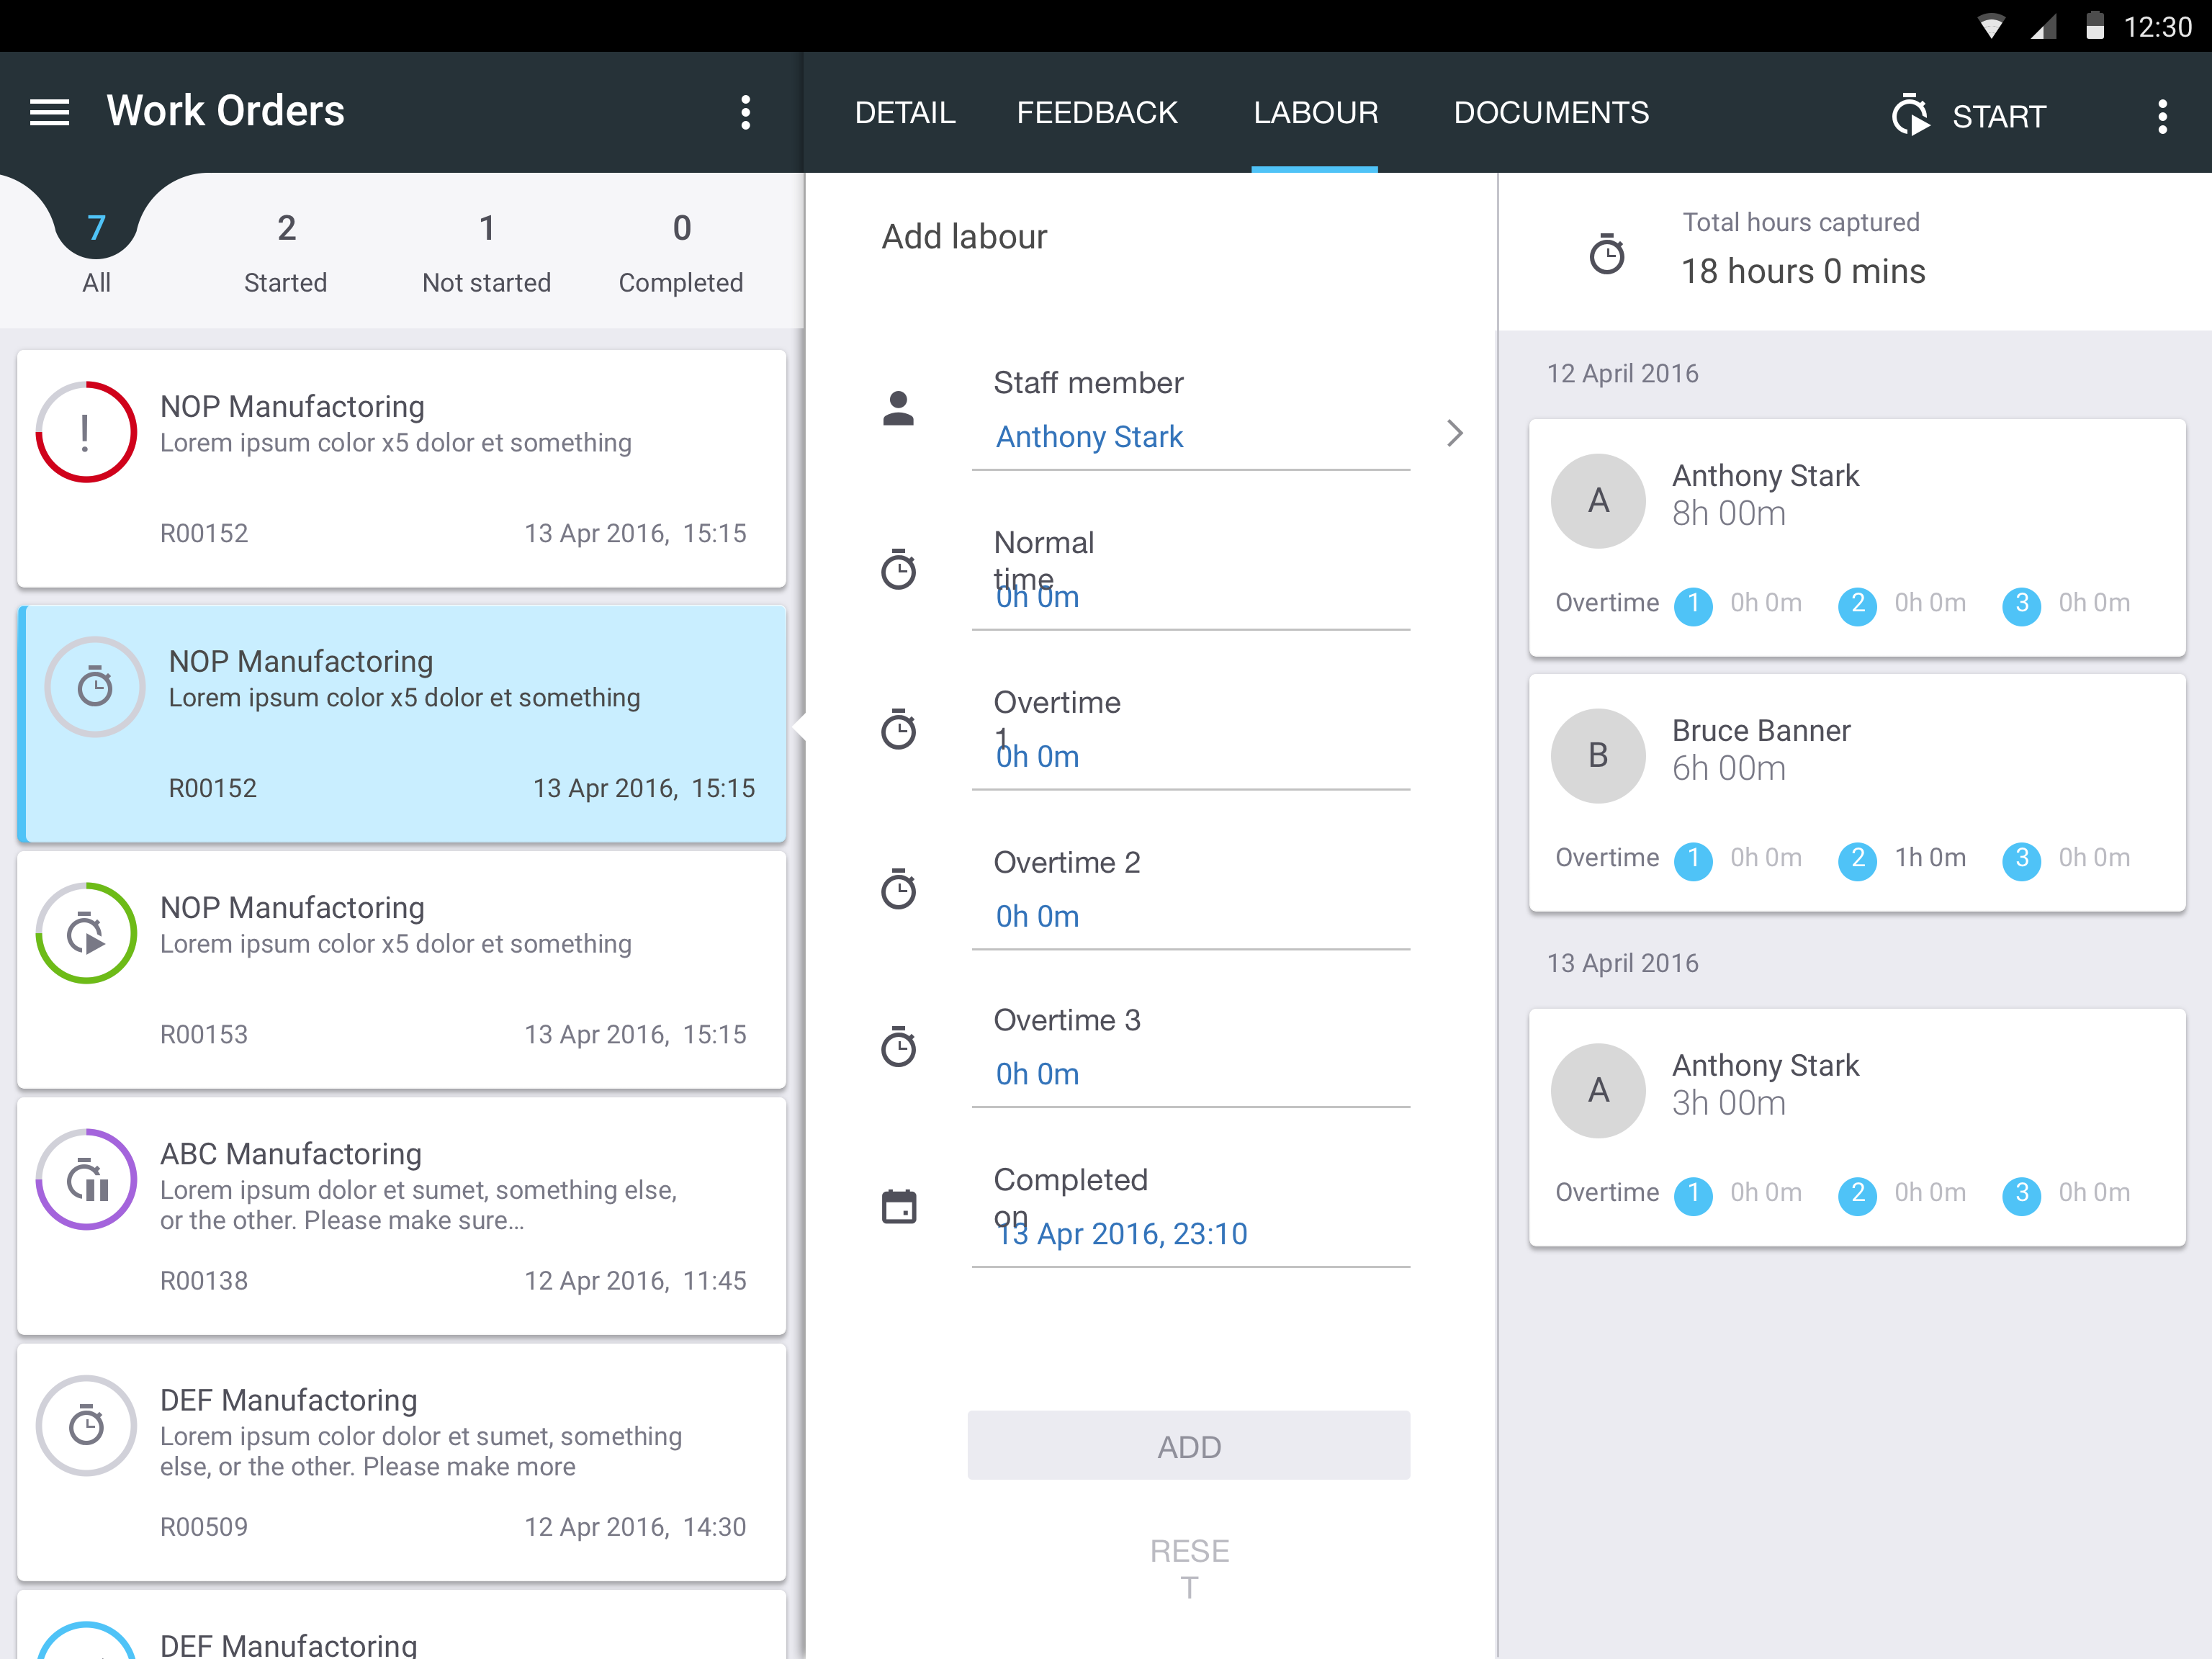 12:30
Work Orders
DETAIL
FEEDBACK
LABOUR
DOCUMENTS
START
7
All
2
Started
1
Not started
0
Completed
NOP Manufactoring
Lorem ipsum color x5 dolor et something
R00152
13 Apr 2016, 15:15
NOP Manufactoring
Lorem ipsum color x5 dolor et something
R00152
13 Apr 2016, 15:15
NOP Manufactoring
Lorem ipsum color x5 dolor et something
R00153
13 Apr 2016, 15:15
ABC Manufactoring
Lorem ipsum dolor et sumet, something else,
or the other. Please make sure...
R00138
12 Apr 2016, 11:45
DEF Manufactoring
Lorem ipsum color dolor et sumet, something
else, or the other. Please make more
R00509
12 Apr 2016, 14:30
DEF Manufactoring
Add labour
Staff member
Anthony Stark
Normal
time
0h 0m
Overtime
1
0h 0m
Overtime 2
0h 0m
Overtime 3
0h 0m
Completed
on
13 Apr 2016, 23:10
ADD
RESE
T
Total hours captured
18 hours 0 mins
12 April 2016
A
Anthony Stark
8h 00m
Overtime 1 0h 0m 2 0h 0m 3 0h 0m
B
Bruce Banner
6h 00m
Overtime 1 0h 0m 2 1h 0m 3 0h 0m
13 April 2016
A
Anthony Stark
3h 00m
Overtime 1 0h 0m 2 0h 0m 3 0h 0m